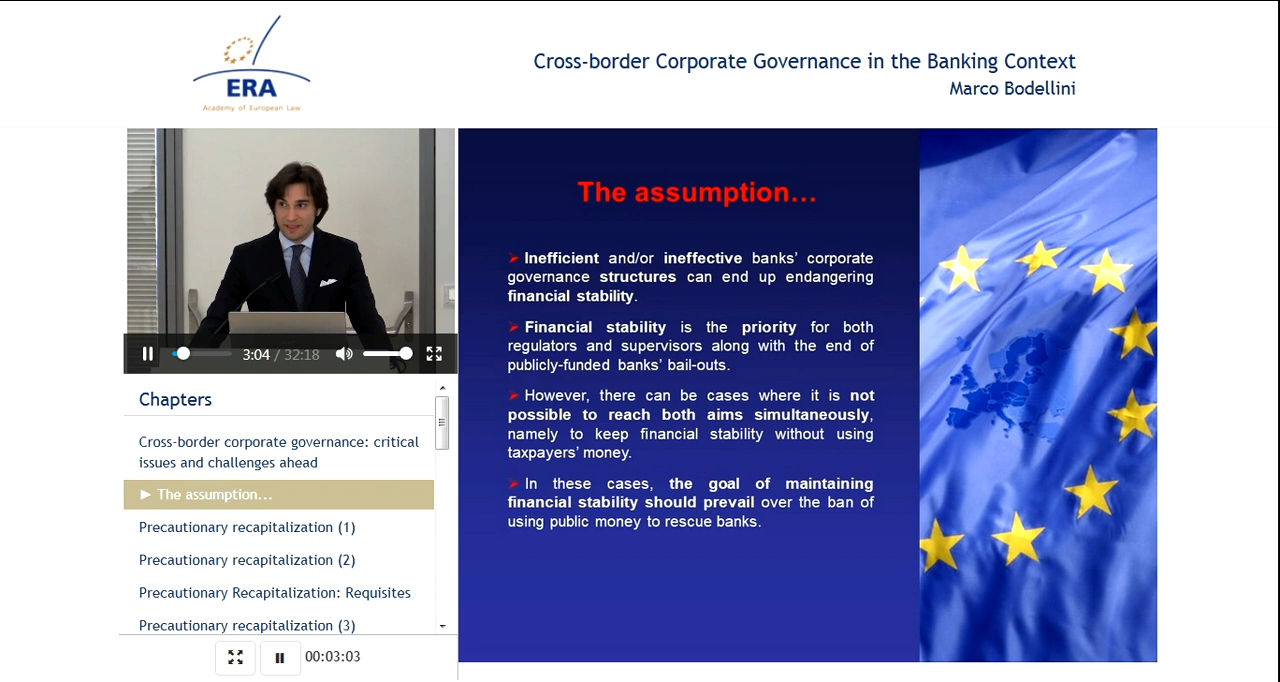 ERA
Academy of European Law
Cross-border Corporate Governance in the Banking Context
Marco Bodellini
3:04 / 32:18
Chapters
Cross-border corporate governance: critical
issues and challenges ahead
► The assumption...
Precautionary recapitalization (1)
Precautionary recapitalization (2)
Precautionary Recapitalization: Requisites
Precautionary recapitalization (3)
00:03:03
The assumption…
➢ Inefficient and/or ineffective banks’ corporate
governance structures can end up endangering
financial stability.
➢ Financial stability is the priority for both
regulators and supervisors along with the end of
publicly-funded banks’ bail-outs.
➢ However, there can be cases where it is not
possible to reach both aims simultaneously,
namely to keep financial stability without using
taxpayers’ money.
➢ In these cases, the goal of maintaining
financial stability should prevail over the ban of
using public money to rescue banks.